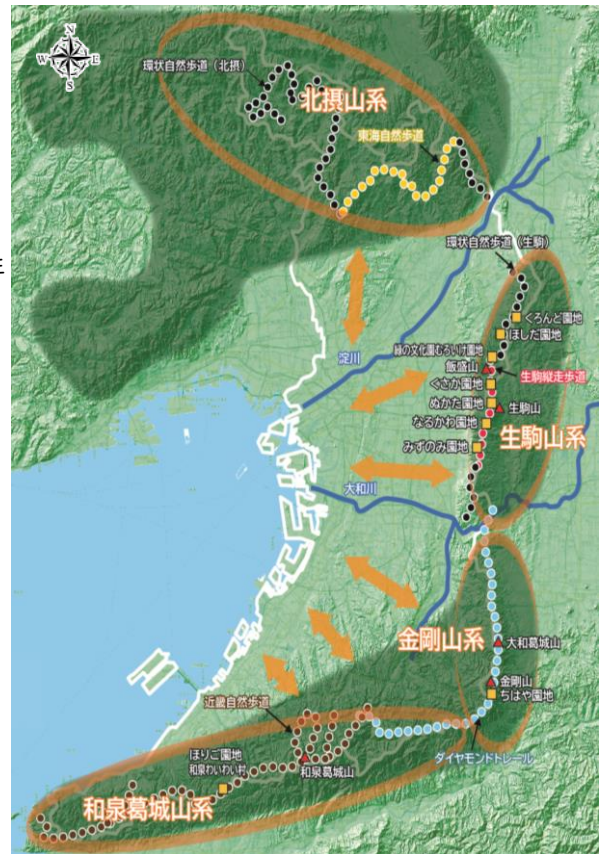 N
W E
S
環状自然歩道（北摂）
北摂山系
東海自然歩道
環状自然歩道（生駒）
くろんど園地
ほしだ園地
淀川
緑の文化園むろいけ園地
飯盛山
生駒縦走歩道
くさか園地
ぬかた園地
生駒山
なるかわ園地
生駒山系
みずのみ園地
大和川
金剛山系
大和葛城山
金剛山
ちはや園地
近畿自然歩道
ダイヤモンドトレール
ほりご園地
和泉わいわい村
和泉葛城山
和泉葛城山系